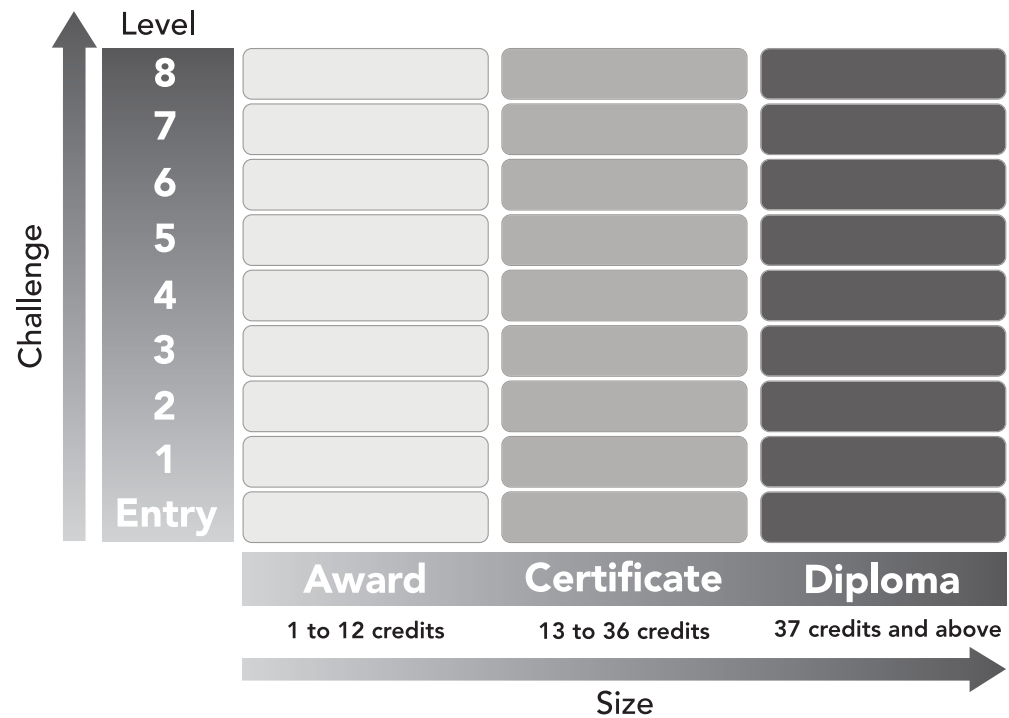 Level
8
7
6
5
4
3
2
1
Entry
Challenge
Award
Certificate
Diploma
1 to 12 credits
13 to 36 credits
37 credits and above
Size